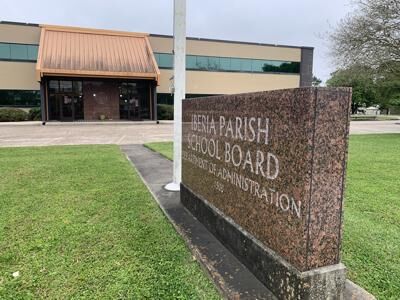 IBERIA PARISH
SCHOOL BOARD
DEPARTMENT OF ADMINISTRATION